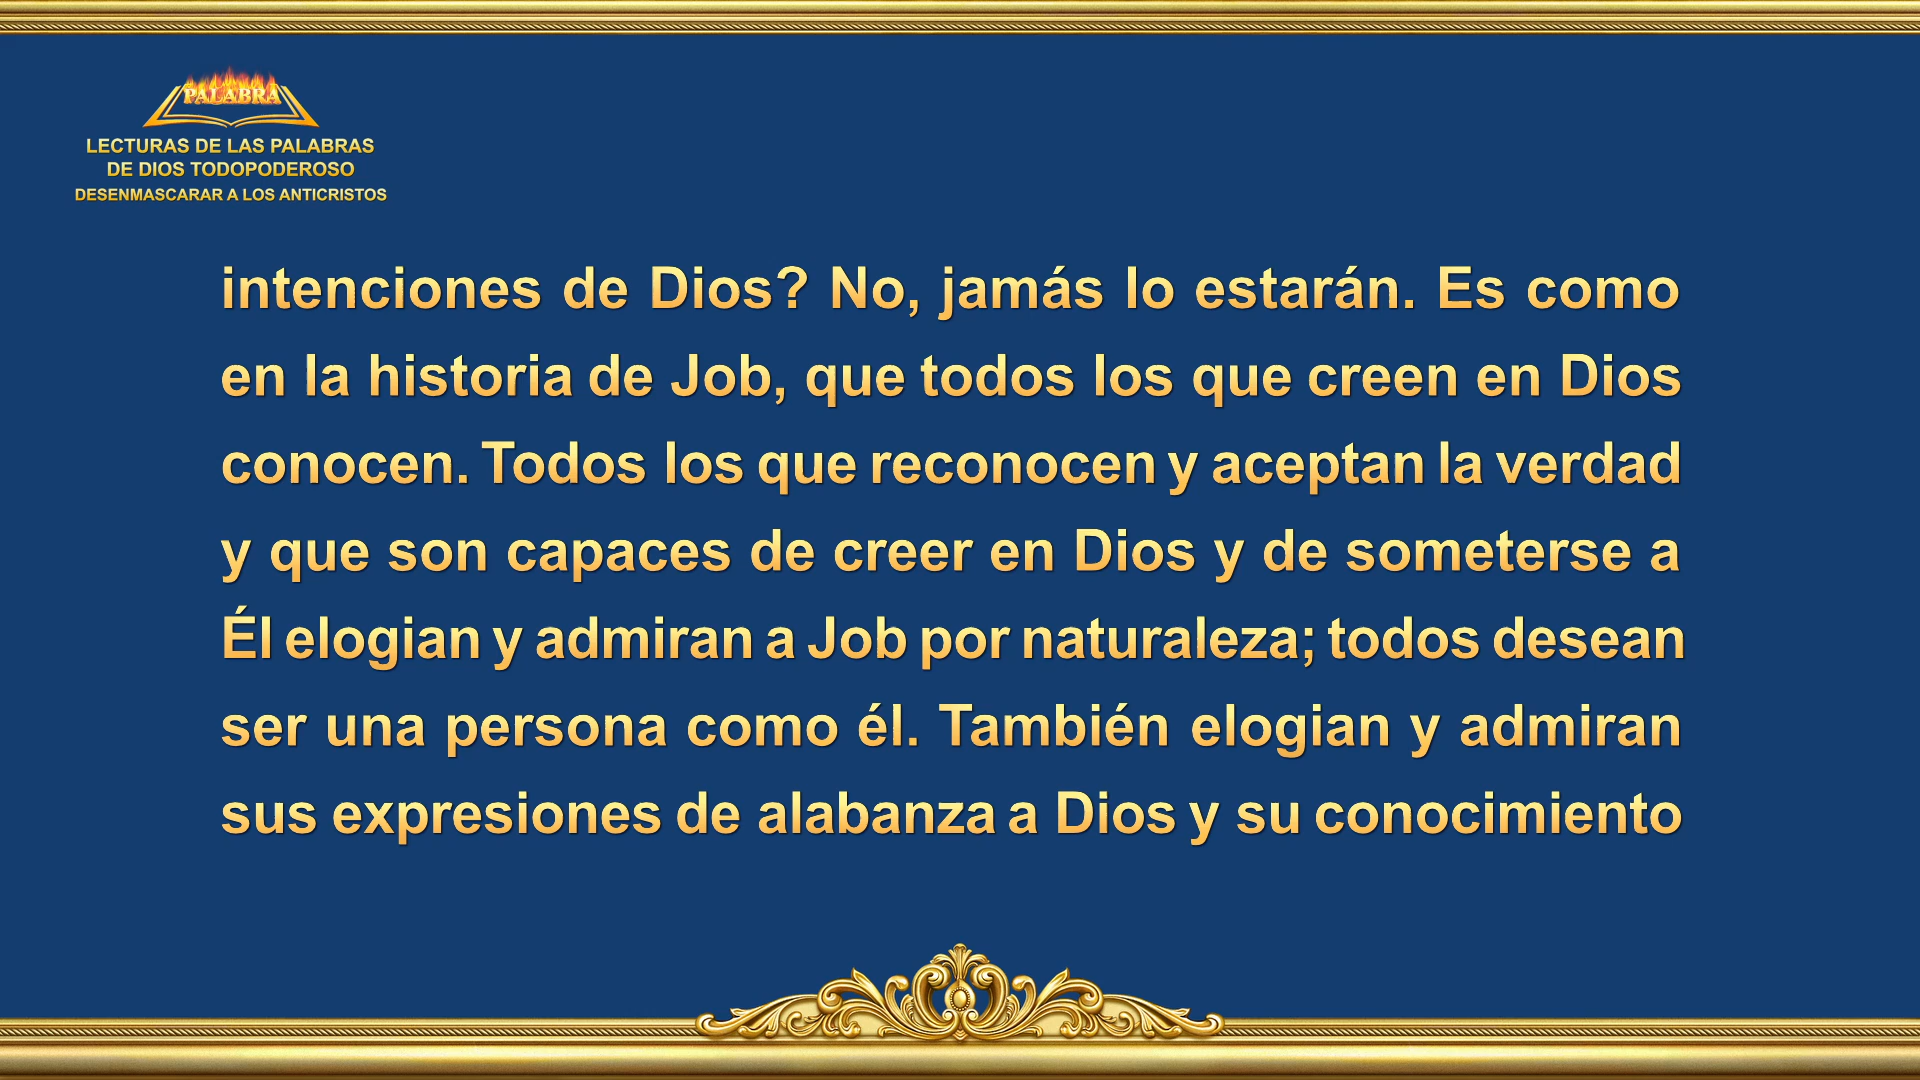 PALABRA
LECTURAS DE LAS PALABRAS
DE DIOS TODOPODEROSO
DESENMASCARAR A LOS ANTICRISTOS
intenciones de Dios? No, jamás lo estarán. Es como
en la historia de Job, que todos los que creen en Dios
conocen. Todos los que reconocen y aceptan la verdad
y que son capaces de creer en Dios y de someterse a
Él elogian y admiran a Job por naturaleza; todos desean
ser una persona como él. También elogian y admiran
sus expresiones de alabanza a Dios y su conocimiento